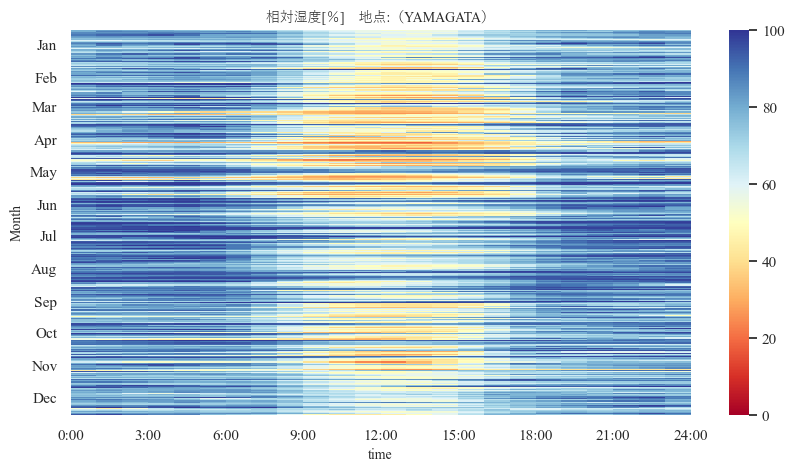 相対湿度[%] 地点:（YAMAGATA）
Jan
Feb
Mar
Apr
May
Jun
Jul
Aug
Sep
Oct
Nov
Dec
Month
0:00 3:00 6:00 9:00 12:00 15:00 18:00 21:00 24:00
time
100
80
60
40
20
0